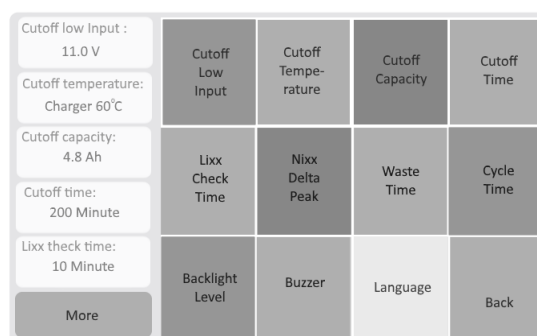 Cutoff low Input :
11.0 V
Cutoff temperature:
Charger 60℃
Cutoff capacity:
4.8 Ah
Cutoff time:
200 Minute
Lixx theck time:
10 Minute
More
Cutoff
Low
Input
Cutoff
Tempe-
rature
Cutoff
Capacity
Cutoff
Time
Lixx
Check
Time
Nixx
Delta
Peak
Waste
Time
Cycle
Time
Backlight
Level
Buzzer
Language
Back